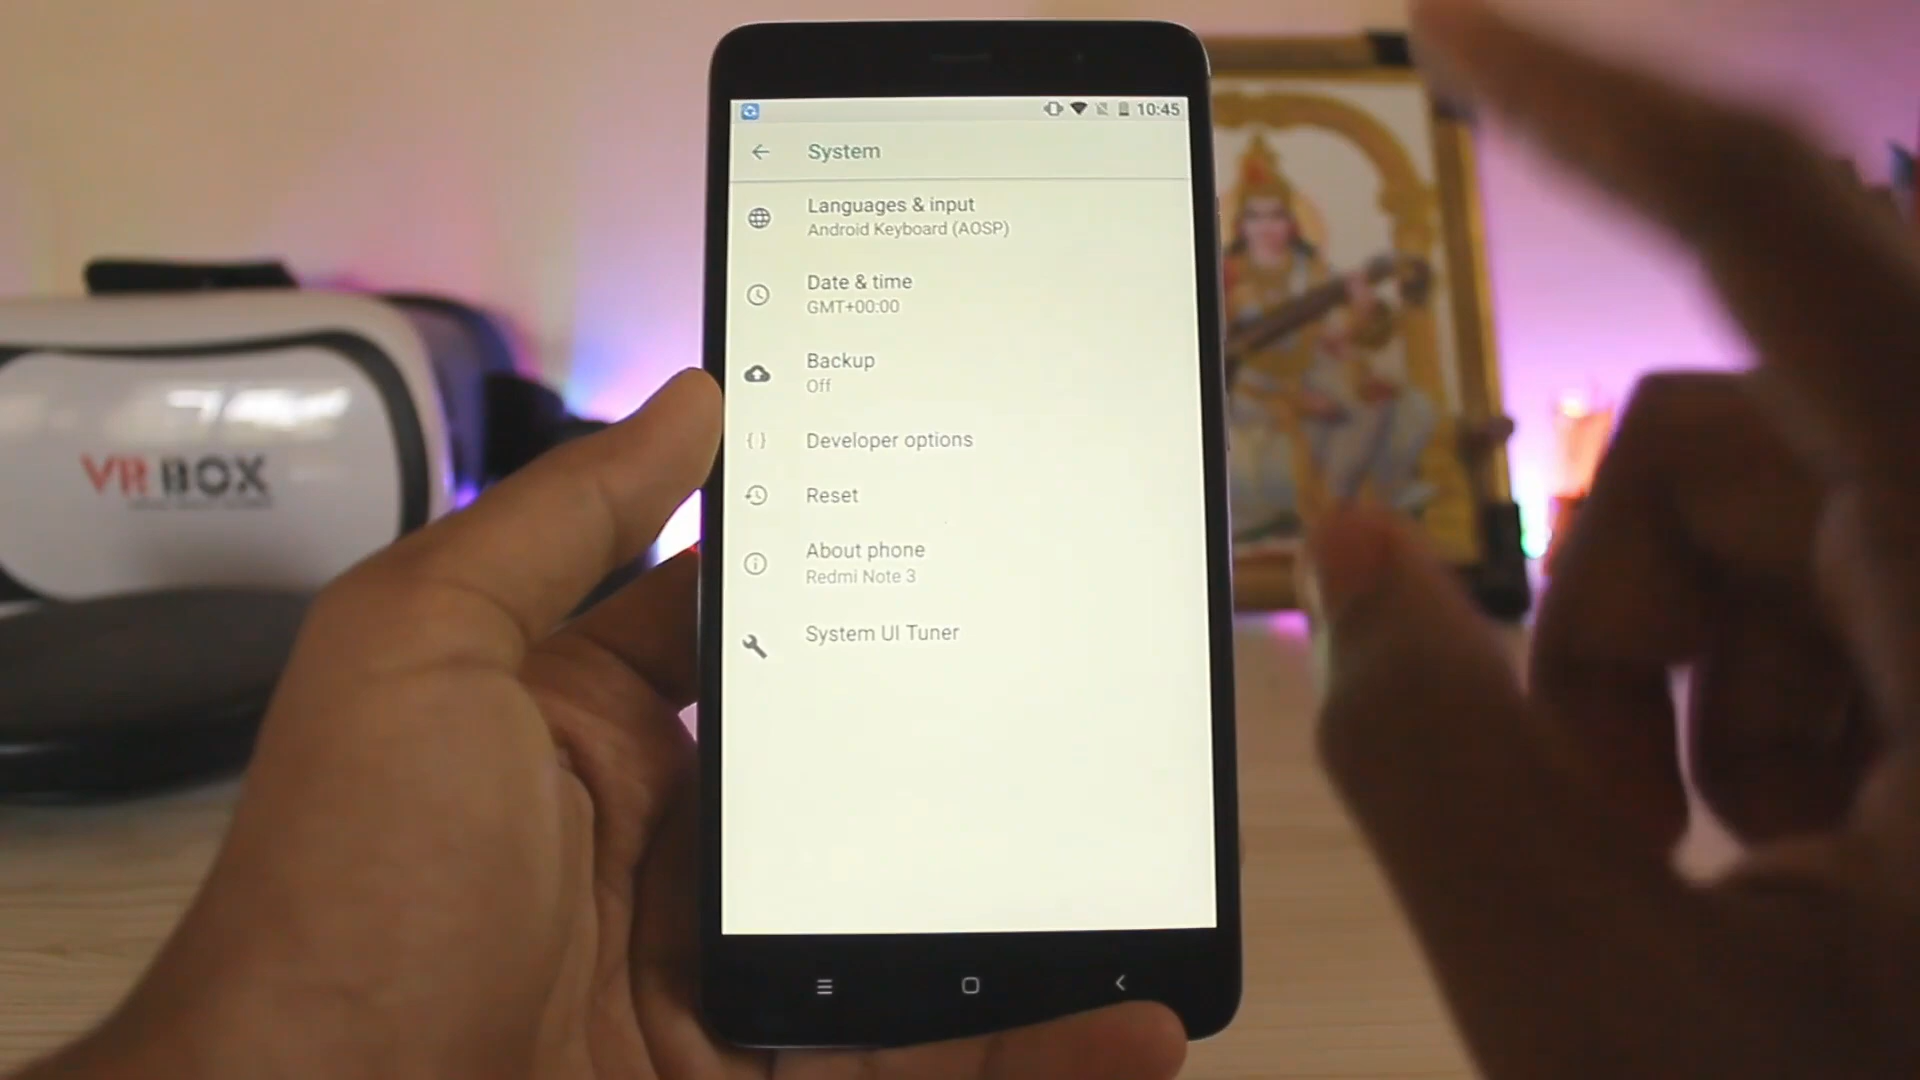 10:45
System
Languages & input
Android Keyboard (AOSP)
Date & time
GMT+00:00
Backup
Off
Developer options
Reset
About phone
Redmi Note 3
System UI Tuner
VR BOX